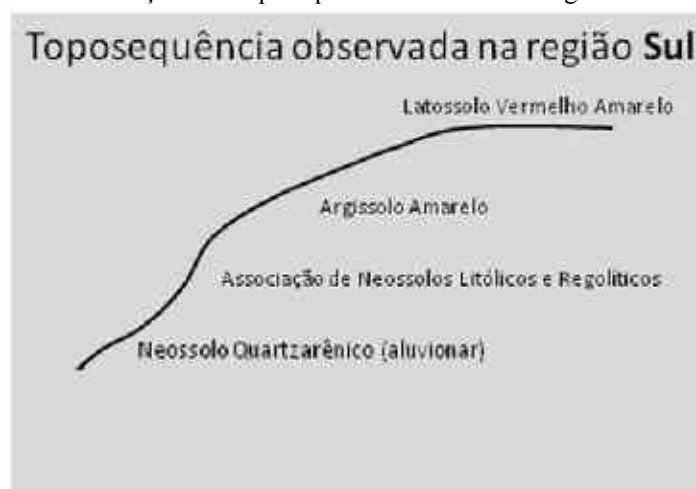 Toposequência observada na região Sul
Latossolo Vermelho Amarelo
Argissolo Amarelo
Associação de Neossolos Litólicos e Regolíticos
Neossolo Quartzarênico (aluvionar)